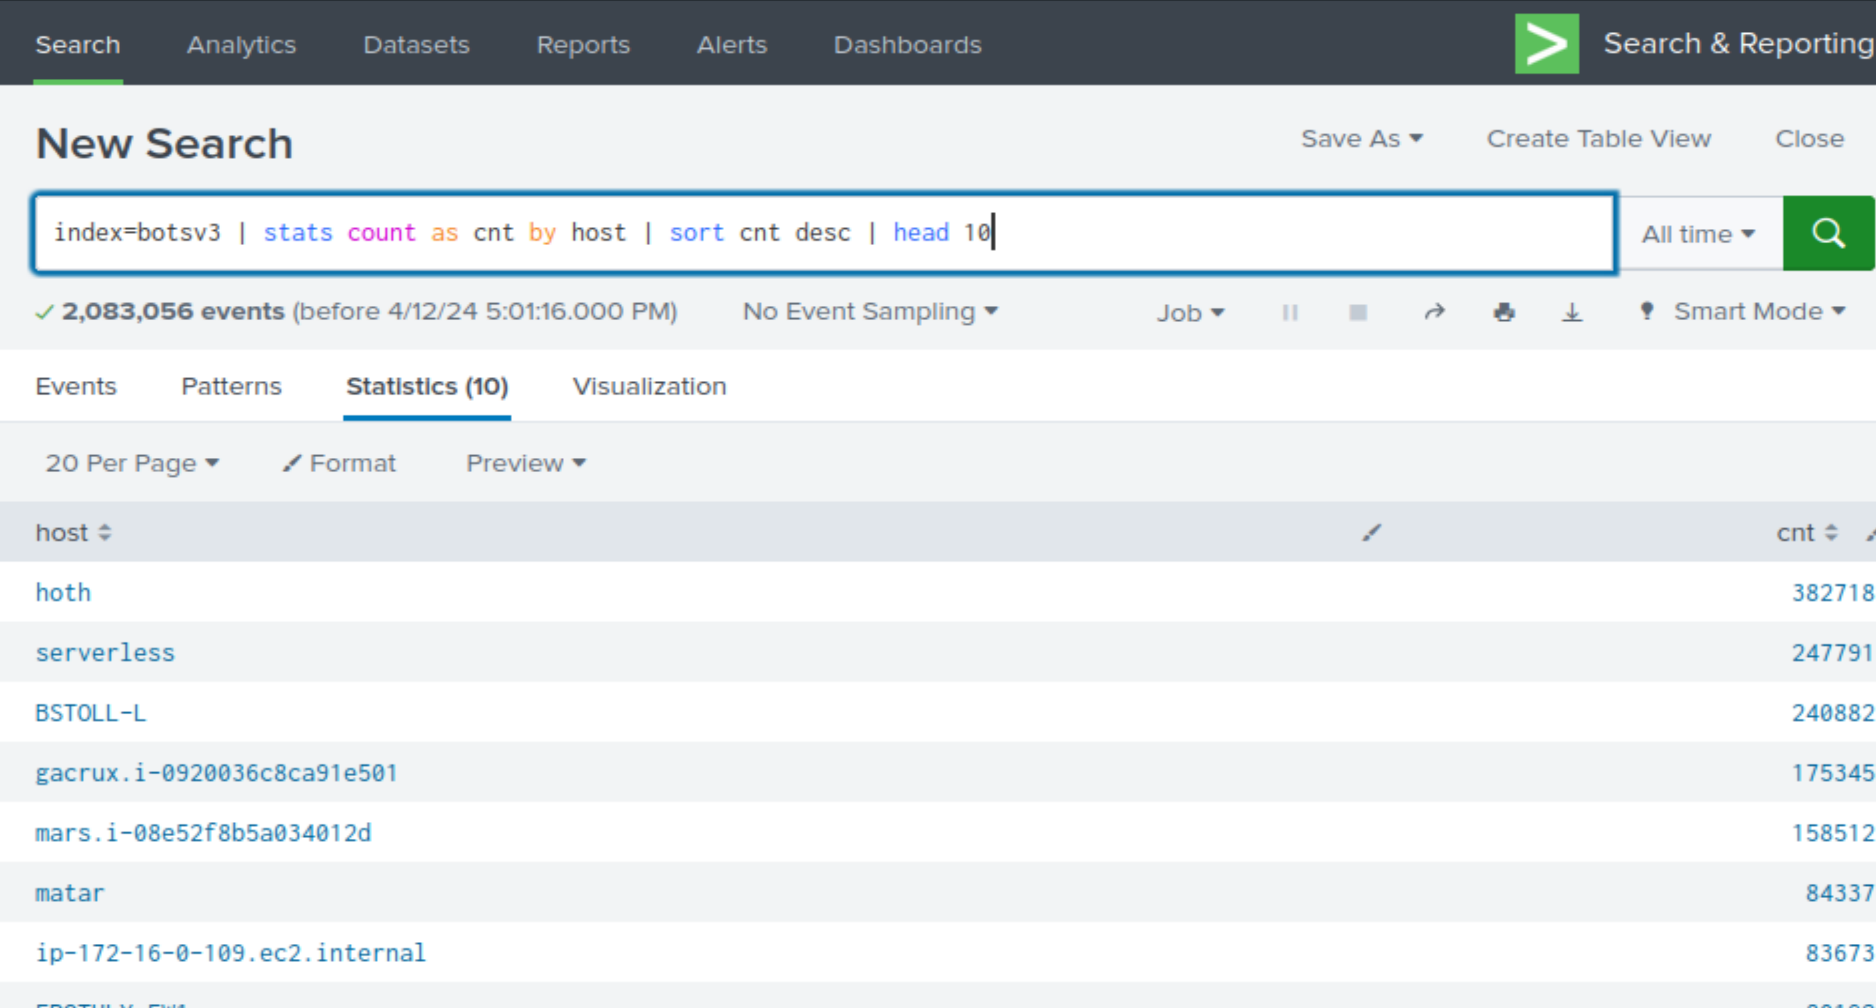 Search Analytics Datasets Reports Alerts Dashboards Search & Reporting
New Search Save As Create Table View Close
index=botsv3 | stats count as cnt by host | sort cnt desc | head 10 All time
2,083,056 events (before 4/12/24 5:01:16.000 PM) No Event Sampling Job Smart Mode
Events Patterns Statistics (10) Visualization
20 Per Page Format Preview
host cnt
hoth 382718
serverless 247791
BSTOLL-L 240882
gacrux.i-0920036c8ca91e501 175345
mars.i-08e52f8b5a034012d 158512
matar 84337
ip-172-16-0-109.ec2.internal 83673